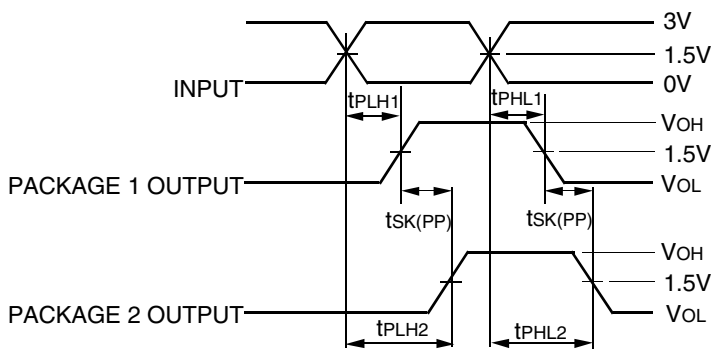 3V
1.5V
INPUT
0V
tPLH1
tPHL1
VOH
1.5V
PACKAGE 1 OUTPUT
VOL
tSK(PP)
tSK(PP)
VOH
1.5V
PACKAGE 2 OUTPUT
VOL
tPLH2
tPHL2